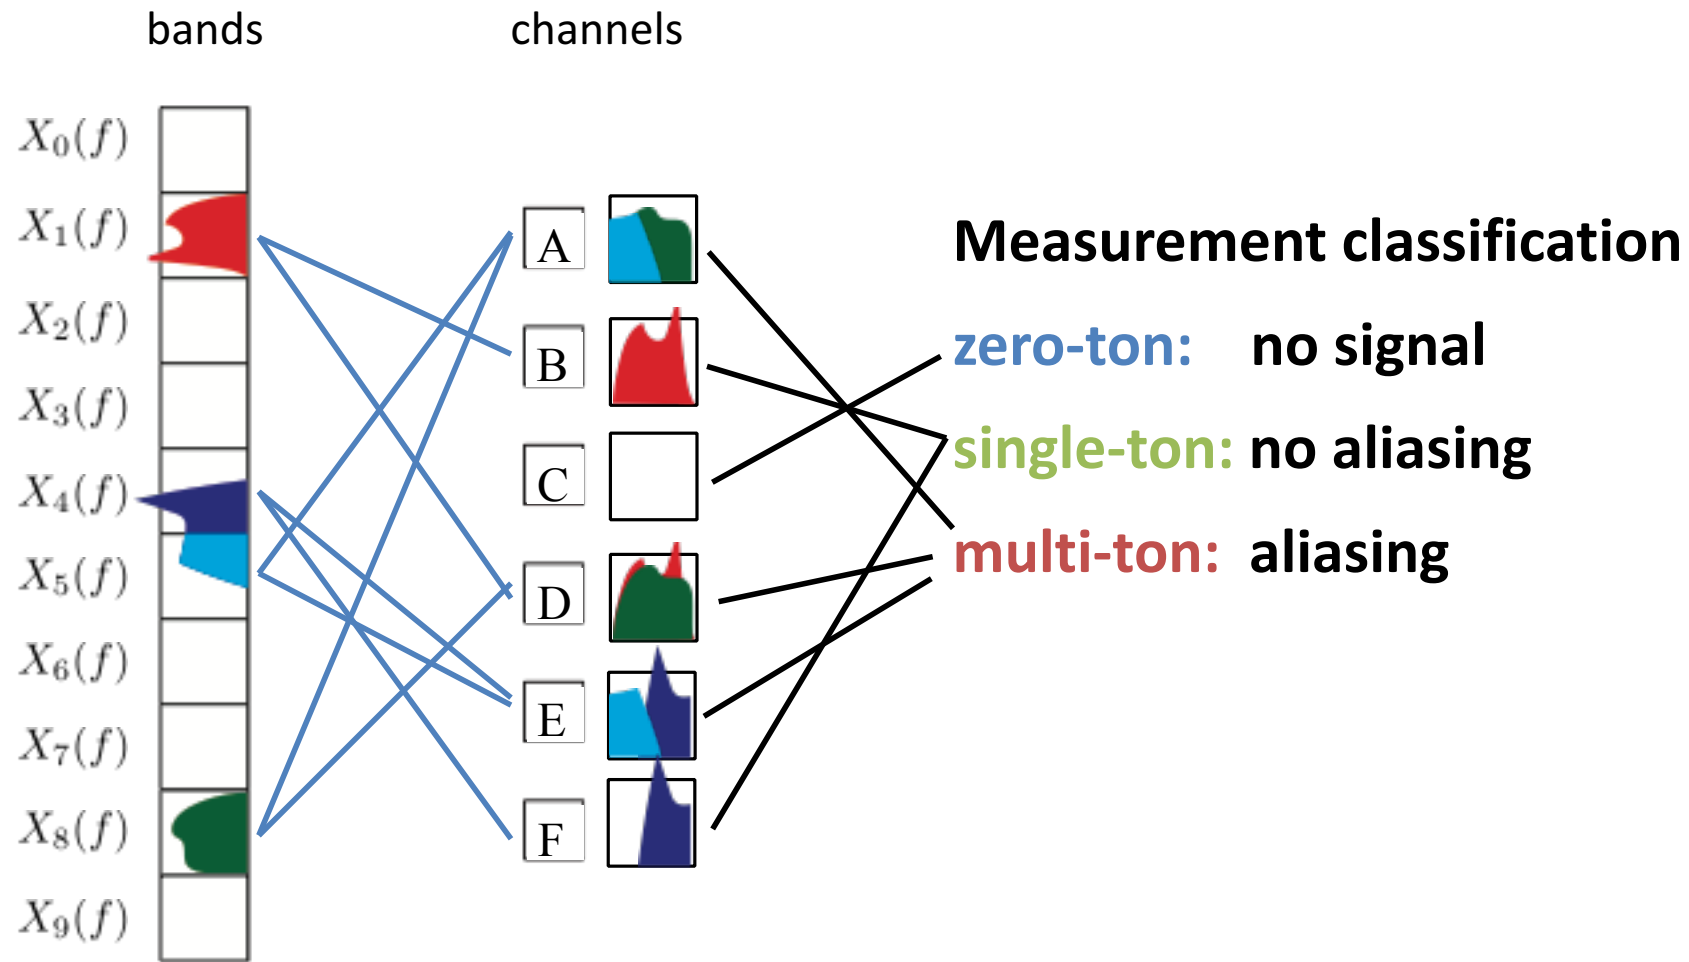 bands
channels
X₀(f)
X₁(f)
X₂(f)
X₃(f)
X₄(f)
X₅(f)
X₆(f)
X₇(f)
X₈(f)
X₉(f)
A
B
C
D
E
F
Measurement classification
zero-ton: no signal
single-ton: no aliasing
multi-ton: aliasing